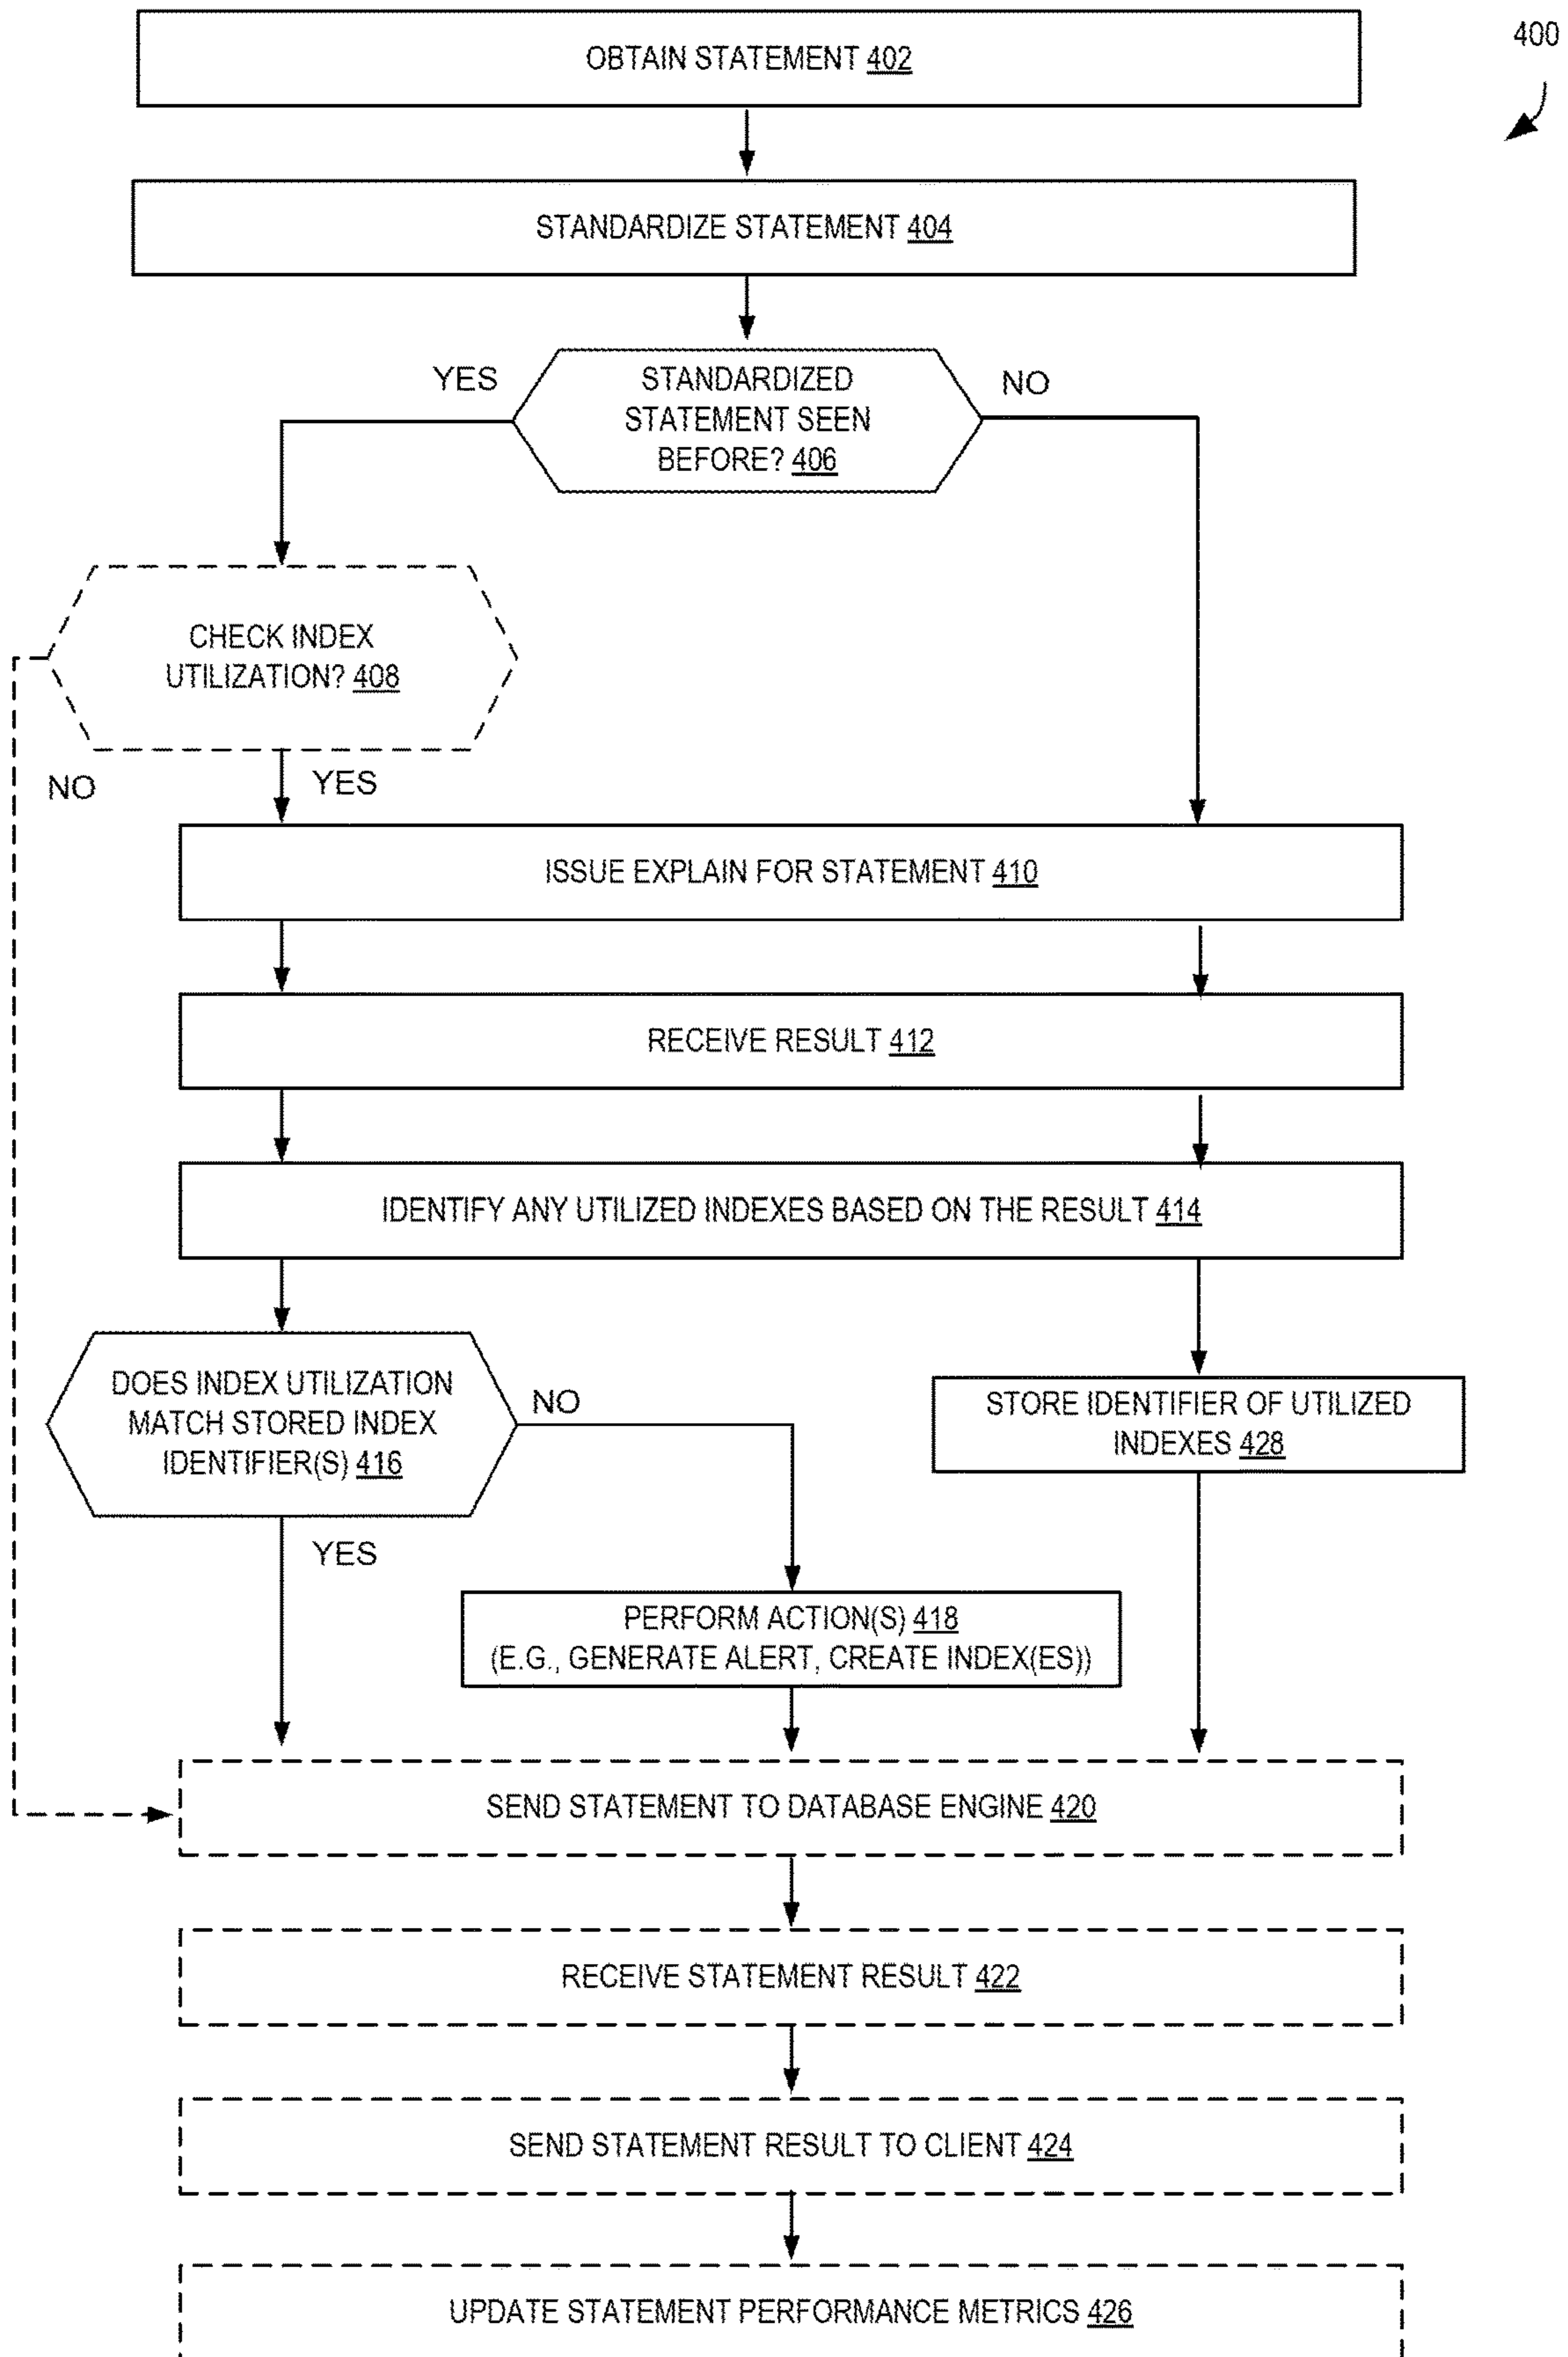 400
OBTAIN STATEMENT 402
STANDARDIZE STATEMENT 404
YES
STANDARDIZED
STATEMENT SEEN
BEFORE? 406
NO
CHECK INDEX
UTILIZATION? 408
NO
YES
ISSUE EXPLAIN FOR STATEMENT 410
RECEIVE RESULT 412
IDENTIFY ANY UTILIZED INDEXES BASED ON THE RESULT 414
DOES INDEX UTILIZATION
MATCH STORED INDEX
IDENTIFIER(S) 416
NO
YES
STORE IDENTIFIER OF UTILIZED
INDEXES 428
PERFORM ACTION(S) 418
(E.G., GENERATE ALERT, CREATE INDEX(ES))
SEND STATEMENT TO DATABASE ENGINE 420
RECEIVE STATEMENT RESULT 422
SEND STATEMENT RESULT TO CLIENT 424
UPDATE STATEMENT PERFORMANCE METRICS 426